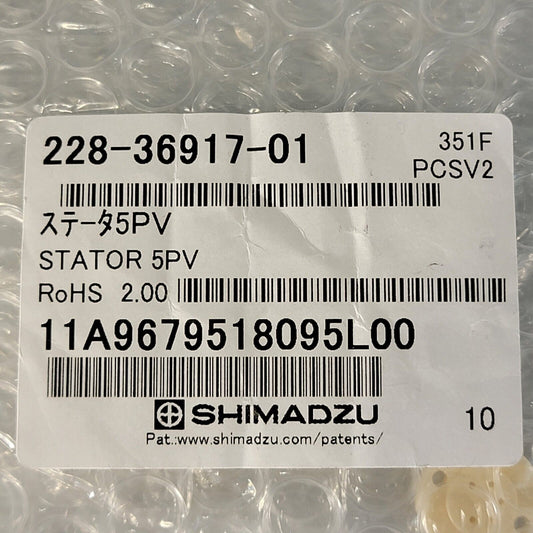 228-36917-01
351F
PCSV2
ステータ5PV
STATOR 5PV
RoHS 2.00
11A9679518095L00
SHIMADZU
Pat.:www.shimadzu.com/patents/
10